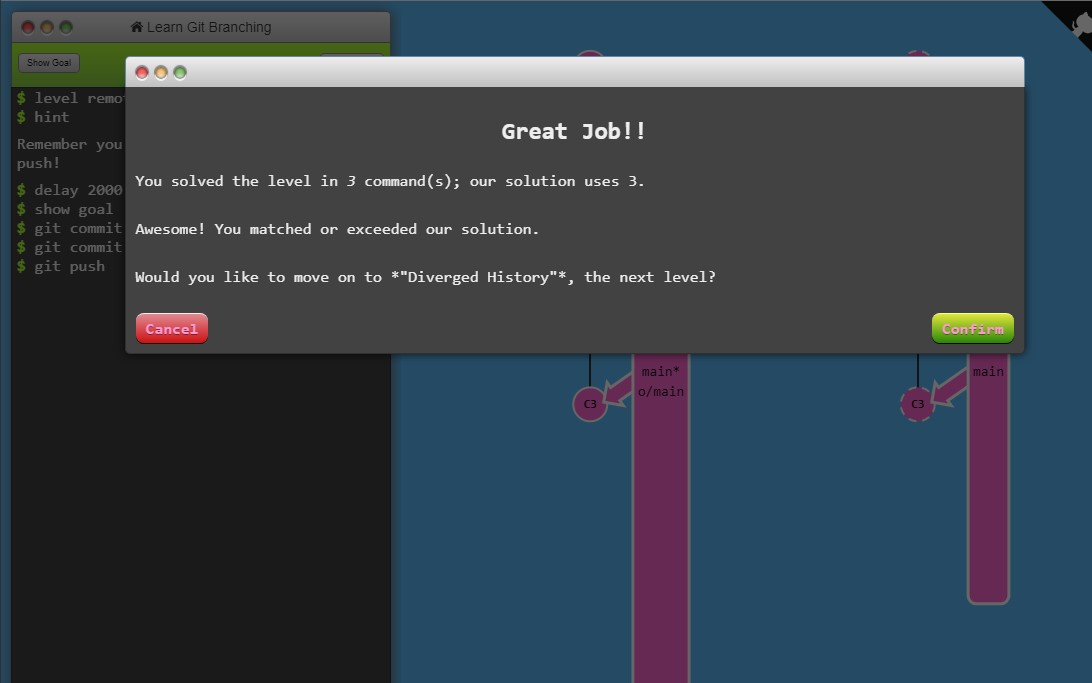 Learn Git Branching
Show Goal
$ level remo
$ hint
Remember you
push!
$ delay 2000
$ show goal
$ git commit
$ git commit
$ git push
Great Job!!
You solved the level in 3 command(s); our solution uses 3.
Awesome! You matched or exceeded our solution.
Would you like to move on to *"Diverged History"*, the next level?
Cancel
Confirm
main*
o/main
C3
main
C3